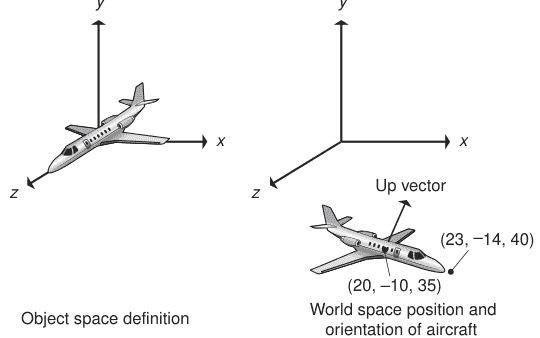 y
x
z
Object space definition
y
x
z
Up vector
(23, −14, 40)
(20, −10, 35)
World space position and
orientation of aircraft